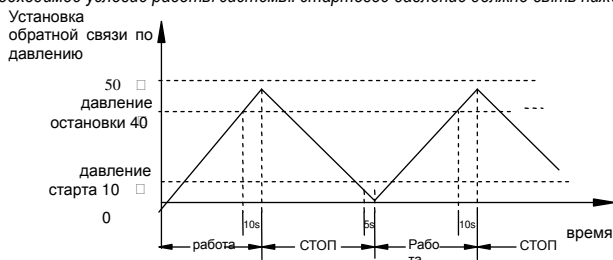 обходимое условие работы системы: стартовое давление должно быть ниже
Установка
обратной связи по
давлению
50 □
давление
остановки 40 □
давление
старта 10 □
0
10s
5s
10s
время
работа
СТОП
Рабо
та
СТОП